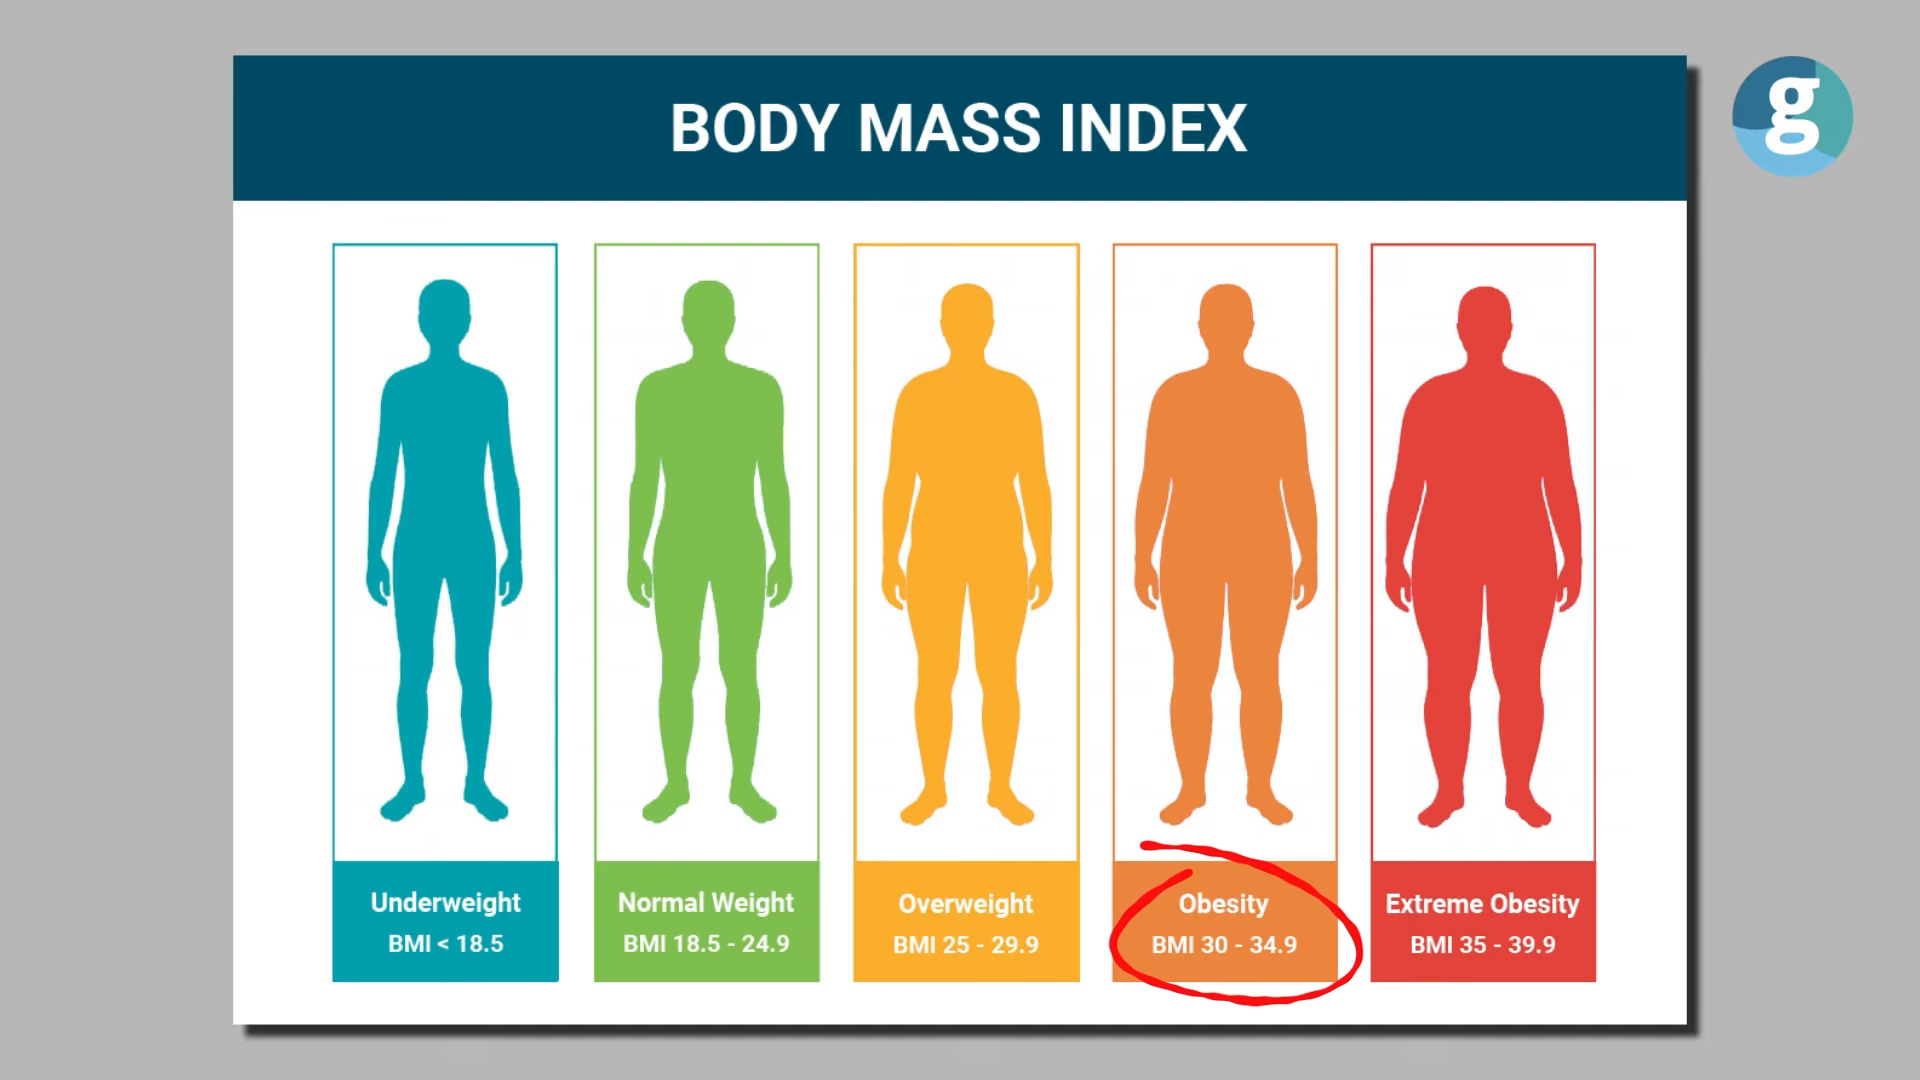 BODY MASS INDEX
g
Underweight
BMI < 18.5
Normal Weight
BMI 18.5 - 24.9
Overweight
BMI 25 - 29.9
Obesity
BMI 30 - 34.9
Extreme Obesity
BMI 35 - 39.9